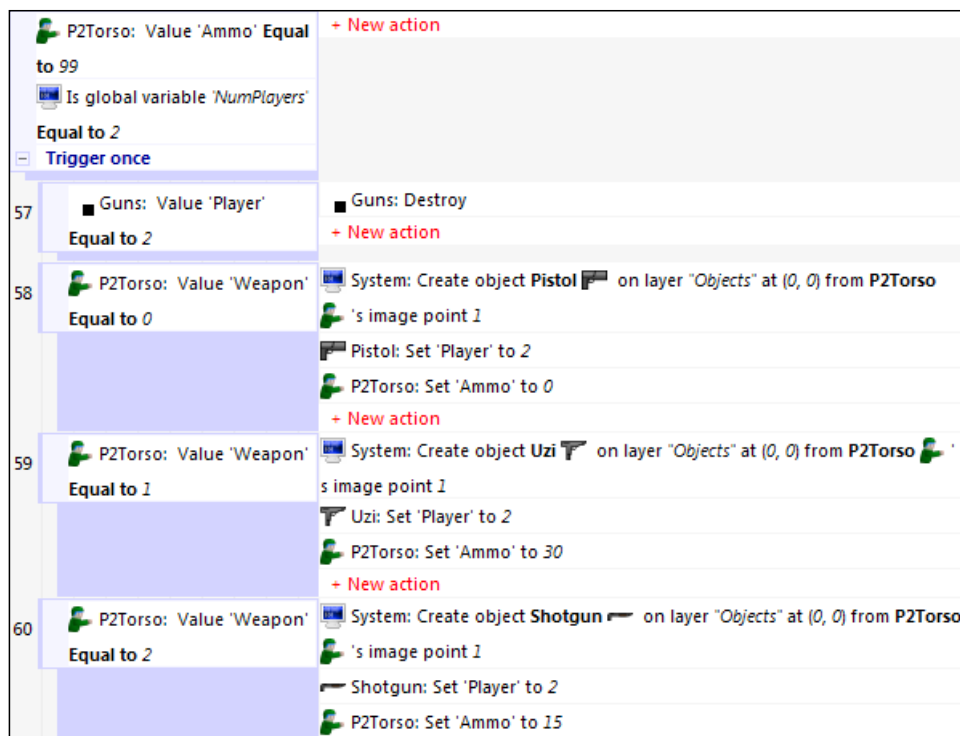 P2Torso: Value 'Ammo' Equal
to 99
Is global variable 'NumPlayers'
Equal to 2
Trigger once
+ New action
57
Guns: Value 'Player'
Equal to 2
Guns: Destroy
+ New action
58
P2Torso: Value 'Weapon'
Equal to 0
System: Create object Pistol on layer "Objects" at (0, 0) from P2Torso
's image point 1
Pistol: Set 'Player' to 2
P2Torso: Set 'Ammo' to 0
+ New action
59
P2Torso: Value 'Weapon'
Equal to 1
System: Create object Uzi on layer "Objects" at (0, 0) from P2Torso '
s image point 1
Uzi: Set 'Player' to 2
P2Torso: Set 'Ammo' to 30
+ New action
60
P2Torso: Value 'Weapon'
Equal to 2
System: Create object Shotgun on layer "Objects" at (0, 0) from P2Torso
's image point 1
Shotgun: Set 'Player' to 2
P2Torso: Set 'Ammo' to 15